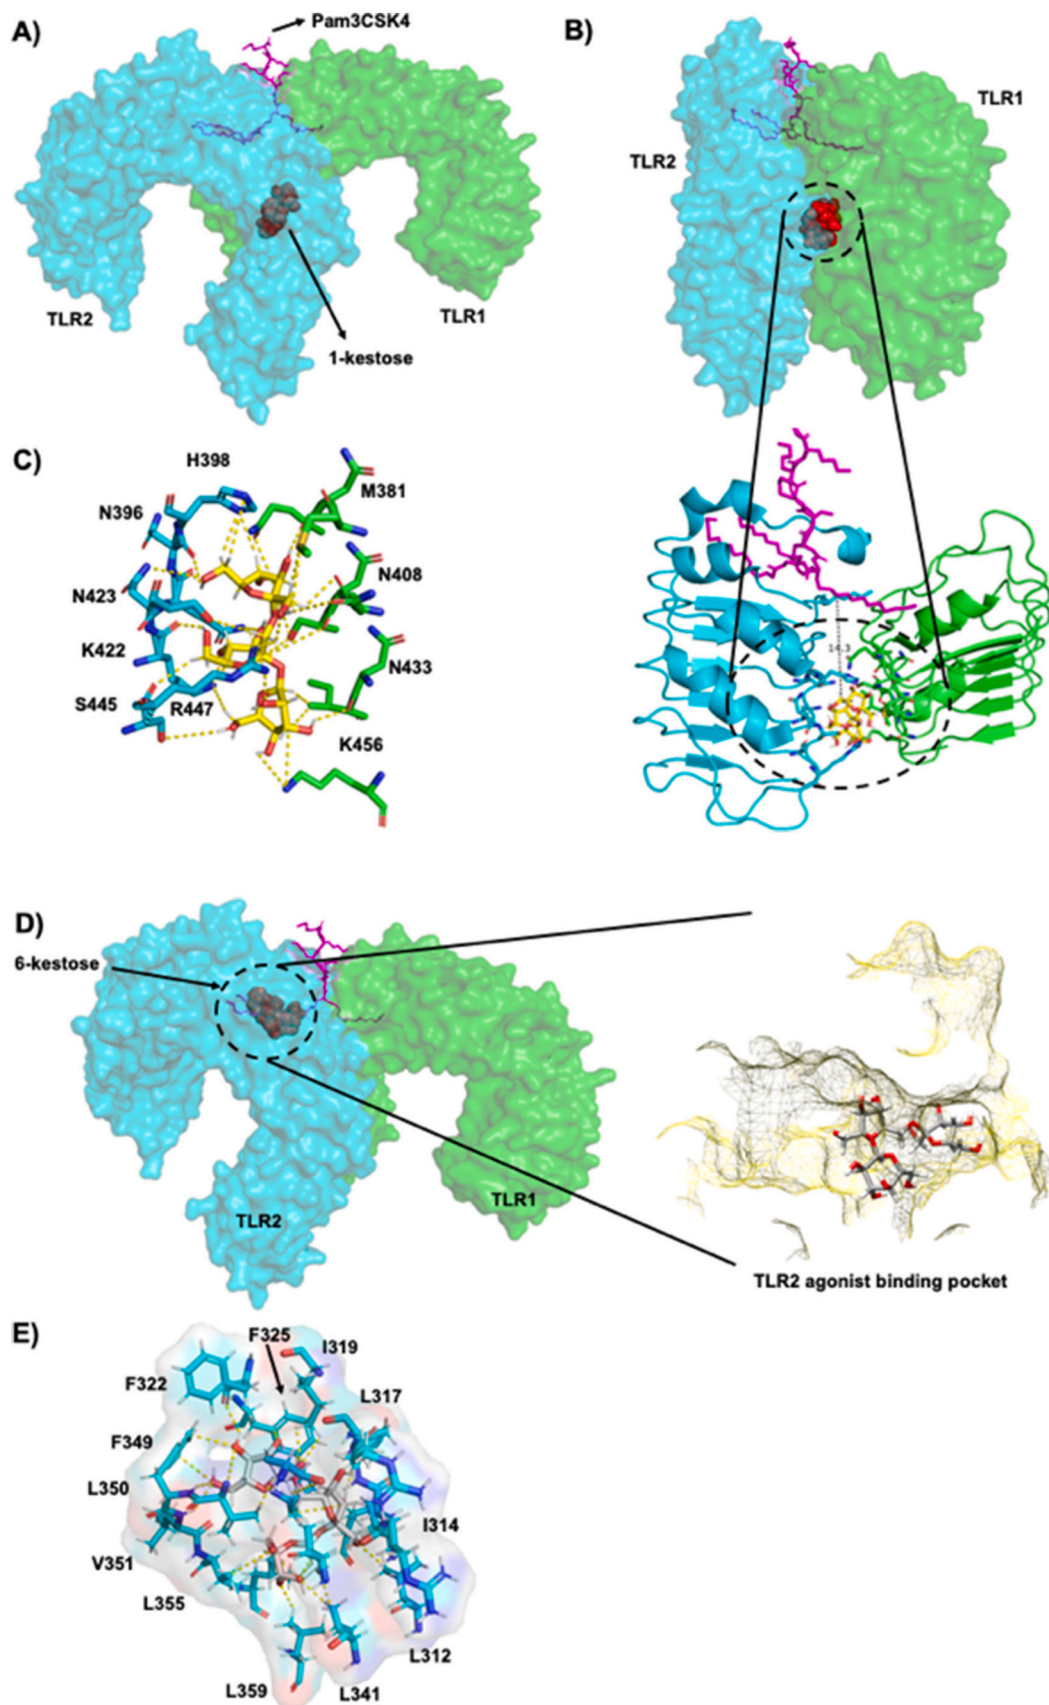 A)
Pam3CSK4
TLR2
TLR1
1-kestose
B)
TLR1
TLR2
14.3
C)
H398
M381
N396
N408
N423
K422
N433
S445
R447
K456
D)
6-kestose
TLR2
TLR1
TLR2 agonist binding pocket
E)
F325
I319
F322
L317
F349
L350
I314
V351
L355
L312
L359
L341